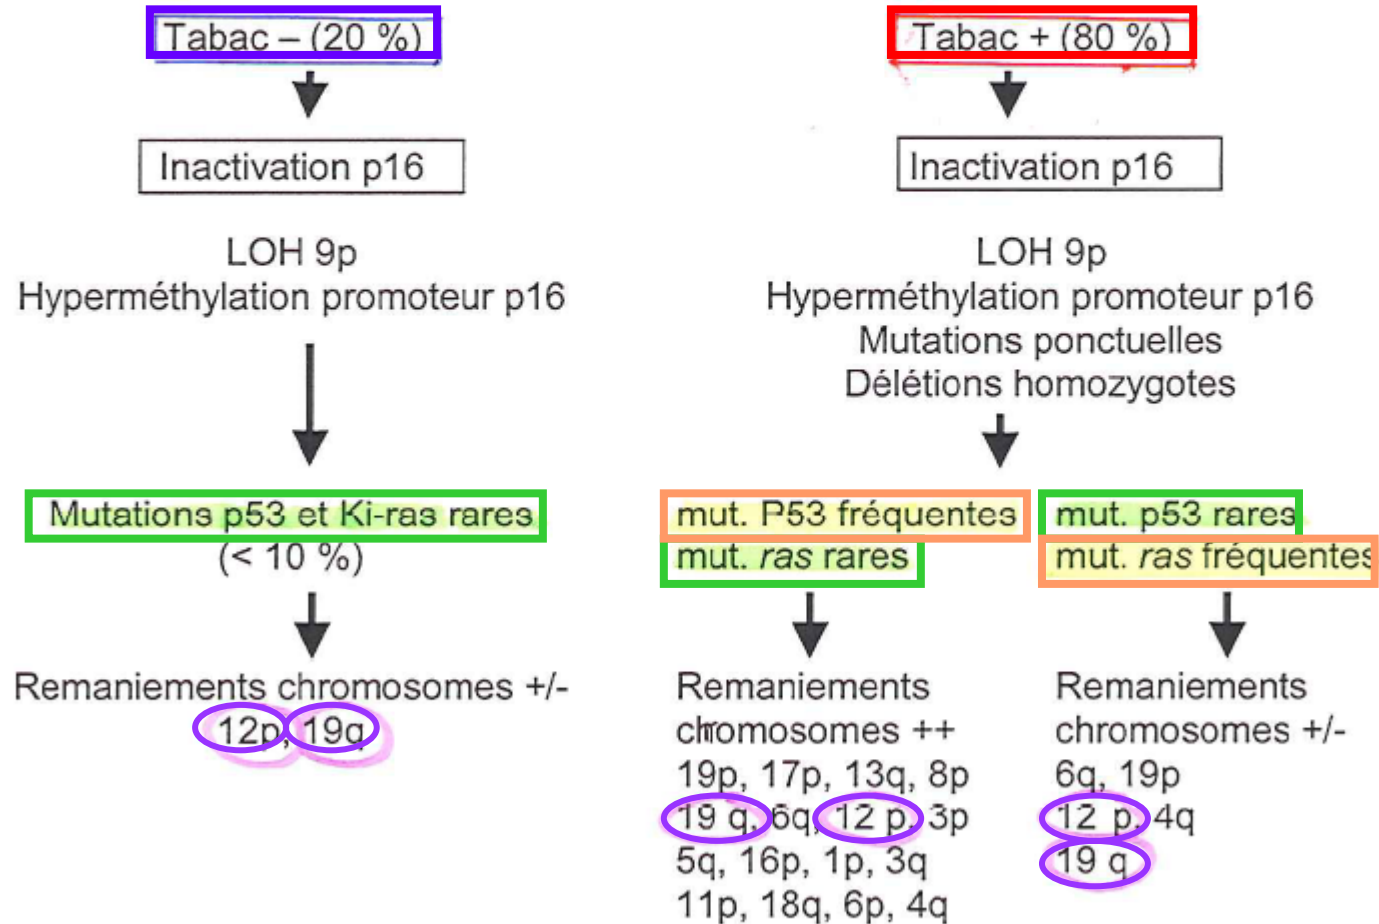 Tabac – (20 %)
Inactivation p16
LOH 9p
Hyperméthylation promoteur p16
Mutations p53 et Ki-ras rares
(< 10 %)
Remaniements chromosomes +/-
12p, 19q
Tabac + (80 %)
Inactivation p16
LOH 9p
Hyperméthylation promoteur p16
Mutations ponctuelles
Délétions homozygotes
mut. P53 fréquentes
mut. ras rares
Remaniements
chromosomes ++
19p, 17p, 13q, 8p
19 q, 6q, 12 p, 3p
5q, 16p, 1p, 3q
11p, 18q, 6p, 4q
mut. p53 rares
mut. ras fréquentes
Remaniements
chromosomes +/-
6q, 19p
12 p, 4q
19 q